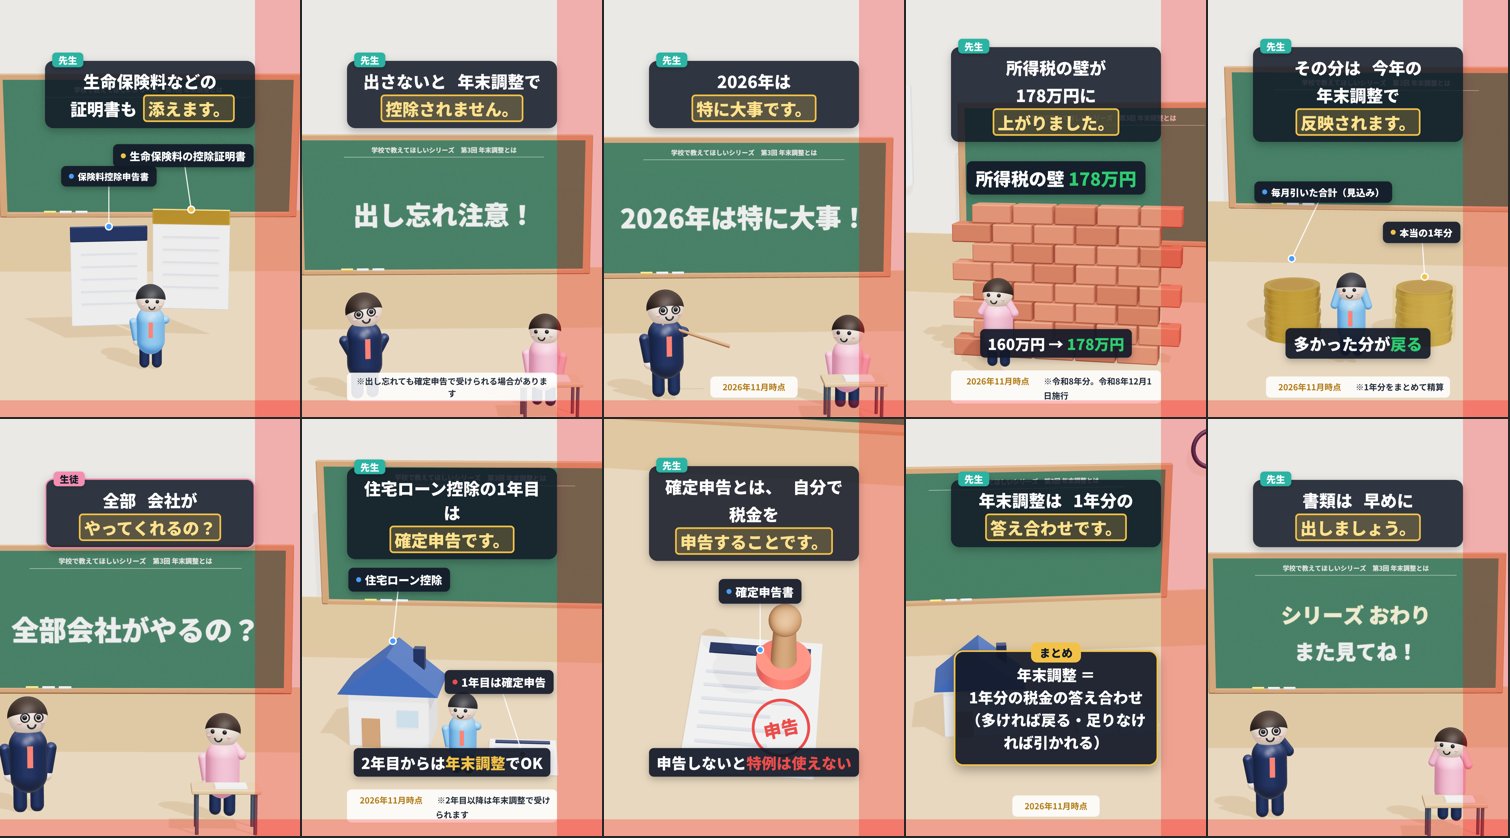 先生
生命保険料などの
証明書も 添えます。
生命保険料の控除証明書
保険料控除申告書
先生
出さないと 年末調整で
控除されません。
学校で教えてほしいシリーズ 第3回 年末調整とは
出し忘れ注意！
※出し忘れても確定申告で受けられる場合がありま
す
先生
2026年は
特に大事です。
学校で教えてほしいシリーズ 第3回 年末調整とは
2026年は特に大事！
2026年11月時点
先生
所得税の壁が
178万円に
上がりました。
所得税の壁 178万円
160万円 → 178万円
2026年11月時点 ※令和8年分。令和8年12月1
日施行
先生
その分は 今年の
年末調整で
反映されます。
毎月引いた合計（見込み）
本当の1年分
多かった分が戻る
2026年11月時点 ※1年分をまとめて精算
生徒
全部 会社が
やってくれるの？
学校で教えてほしいシリーズ 第3回 年末調整とは
全部会社がやるの？
先生
住宅ローン控除の1年目
は
確定申告です。
住宅ローン控除
1年目は確定申告
2年目からは年末調整でOK
2026年11月時点 ※2年目以降は年末調整で受け
られます
先生
確定申告とは、 自分で
税金を
申告することです。
確定申告書
申告
申告しないと特例は使えない
先生
年末調整は 1年分の
答え合わせです。
まとめ
年末調整 ＝
1年分の税金の答え合わせ
（多ければ戻る・足りなけ
れば引かれる）
2026年11月時点
先生
書類は 早めに
出しましょう。
学校で教えてほしいシリーズ 第3回 年末調整とは
シリーズ おわり
また見てね！